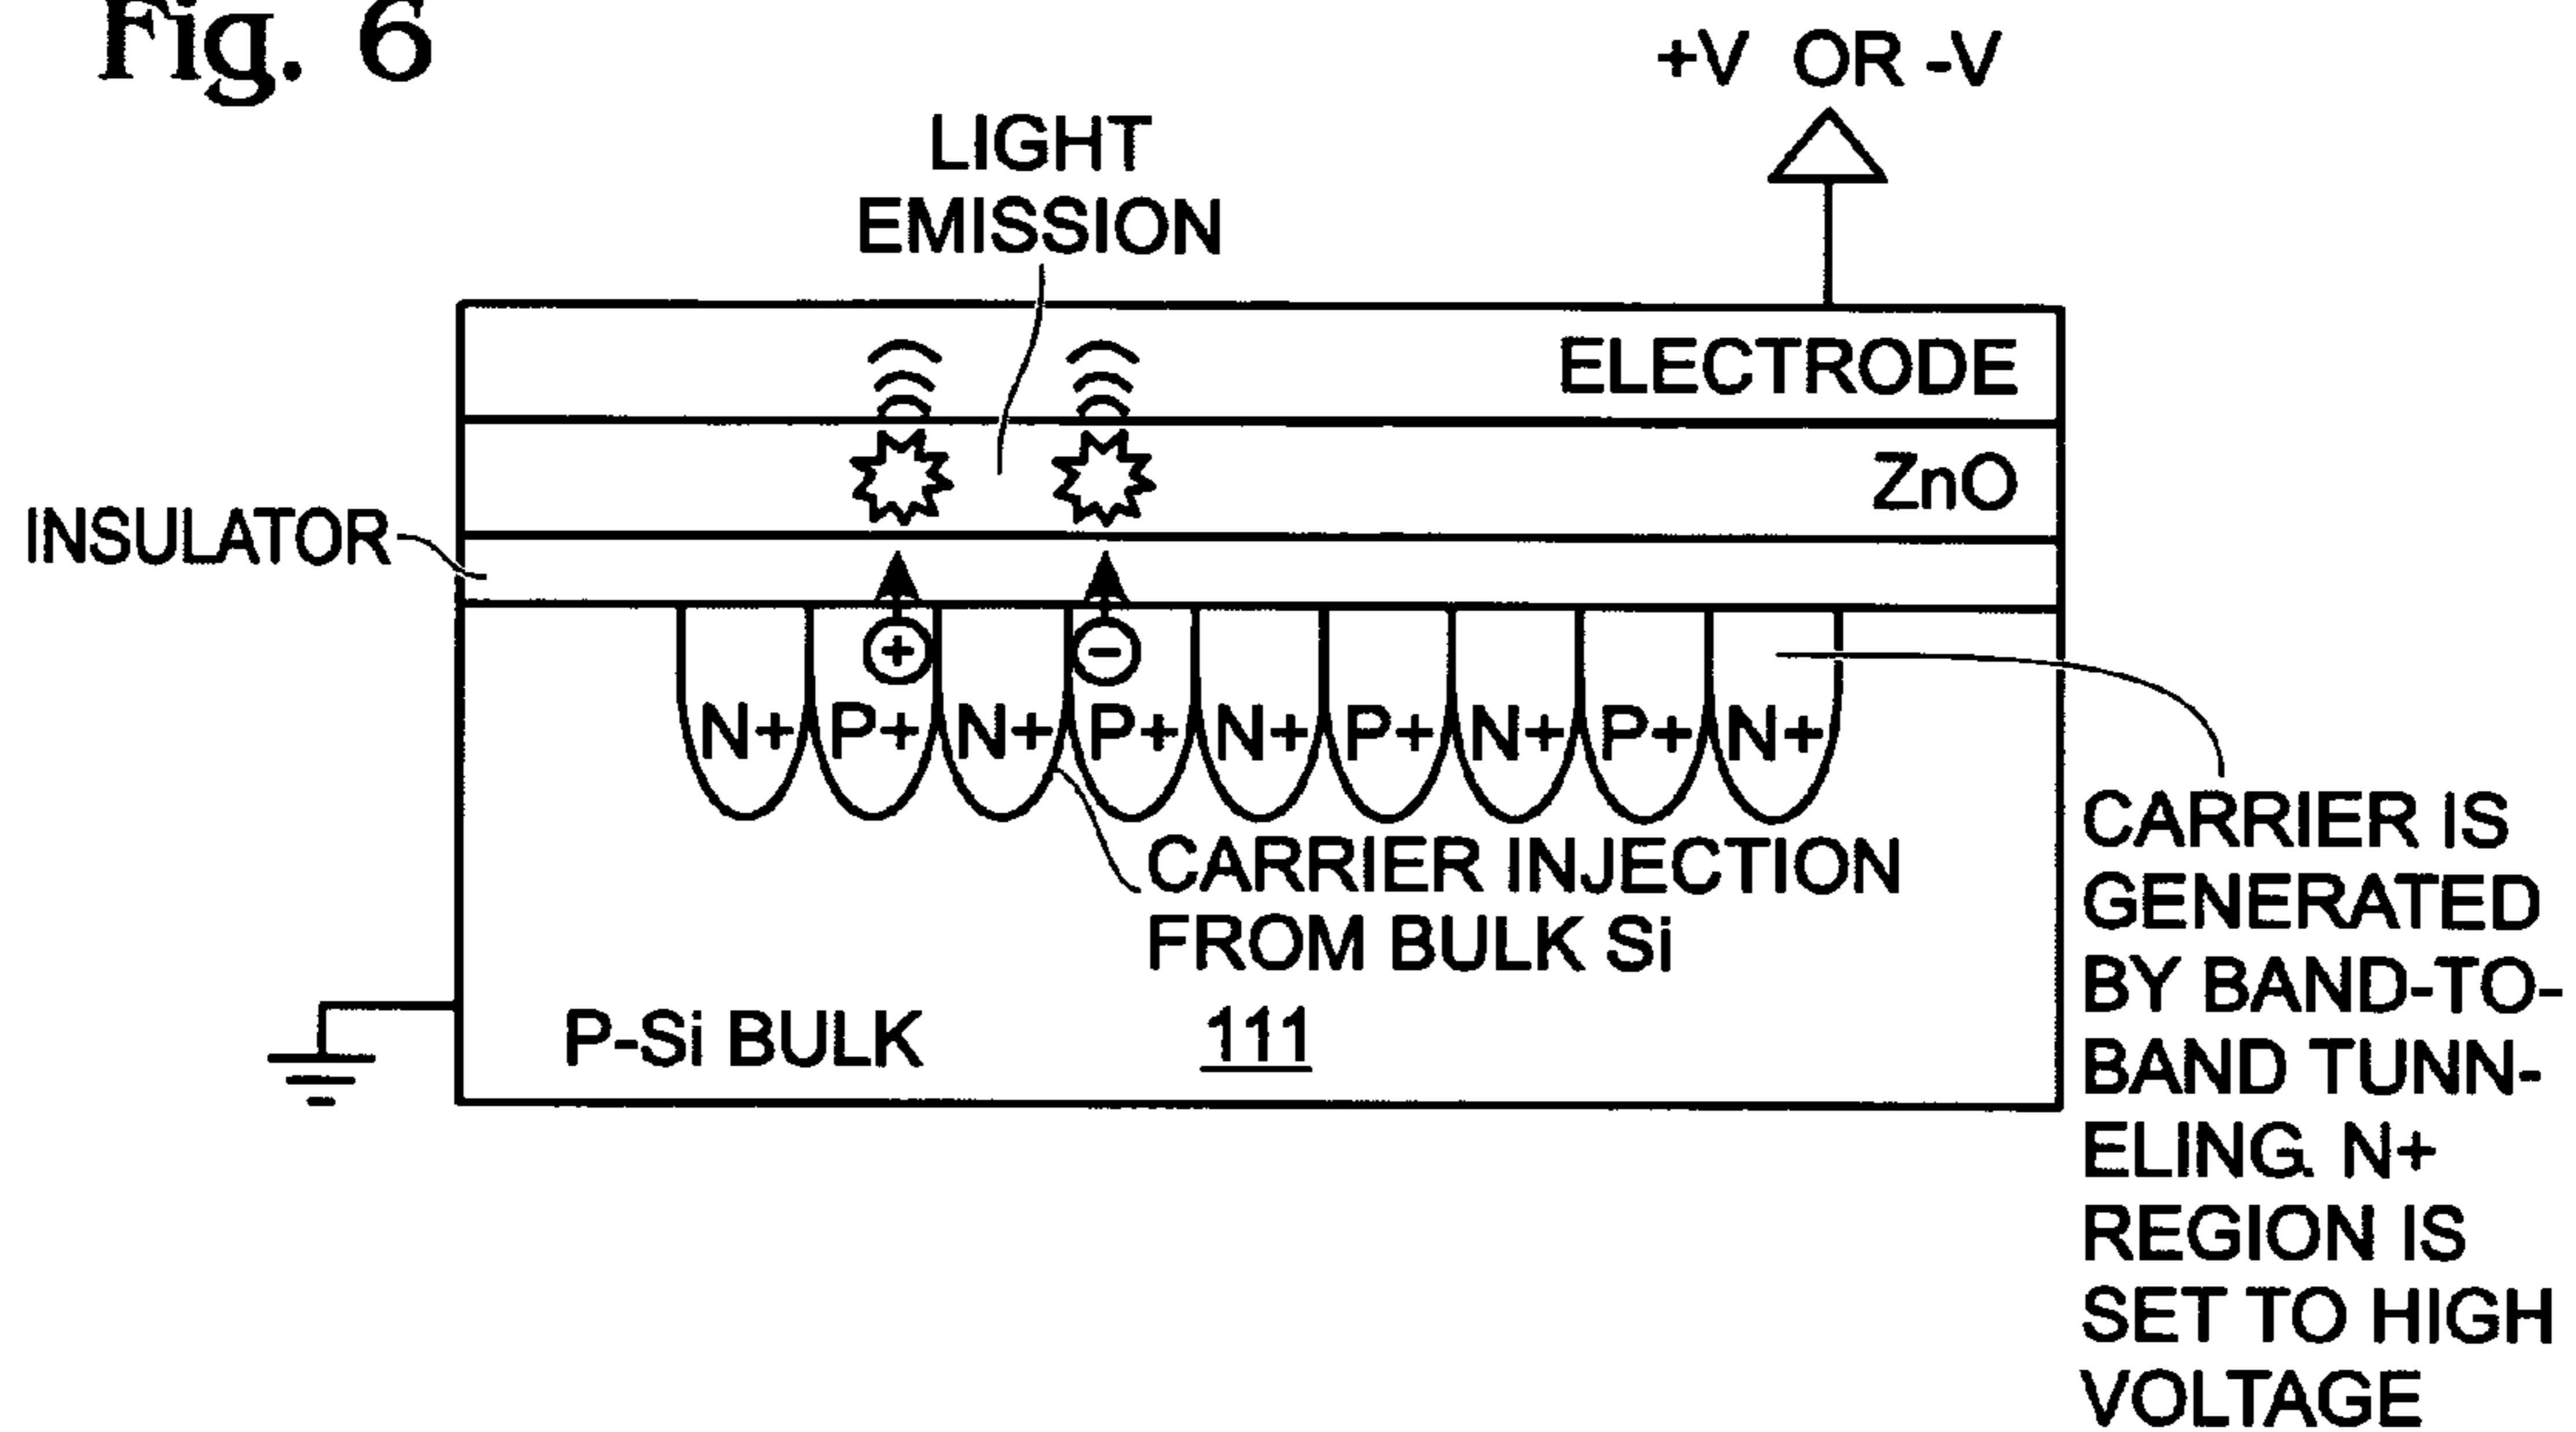 Fig. 6
+V OR -V
LIGHT
EMISSION
ELECTRODE
ZnO
INSULATOR
+ -
N+ P+ N+ P+ N+ P+ N+ P+ N+
CARRIER INJECTION
FROM BULK Si
P-Si BULK 111
CARRIER IS
GENERATED
BY BAND-TO-
BAND TUNN-
ELING. N+
REGION IS
SET TO HIGH
VOLTAGE